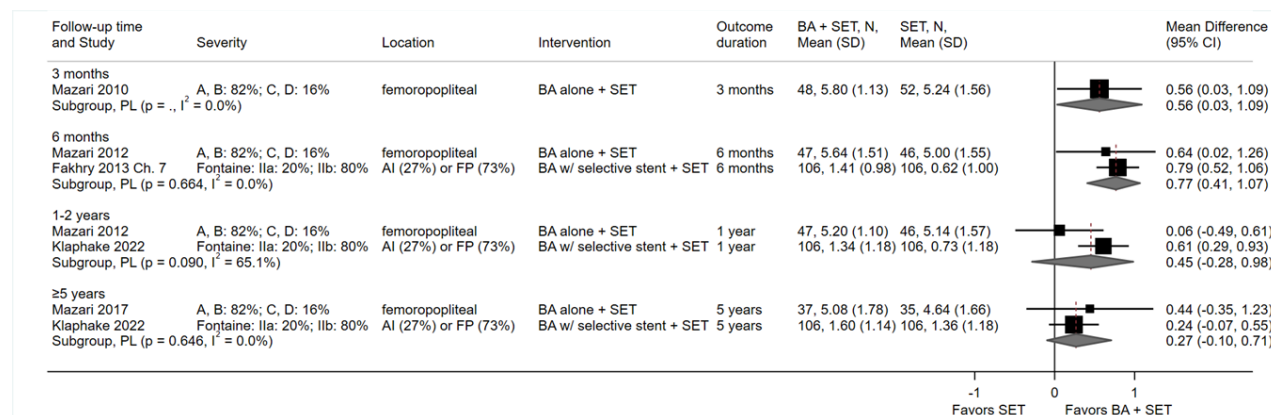 Follow-up time and Study Severity Location Intervention Outcome duration BA + SET, N, Mean (SD) SET, N, Mean (SD) Mean Difference (95% CI)
3 months
Mazari 2010 A, B: 82%; C, D: 16% femoropopliteal BA alone + SET 3 months 48, 5.80 (1.13) 52, 5.24 (1.56) 0.56 (0.03, 1.09)
Subgroup, PL (p = ., I² = 0.0%) 0.56 (0.03, 1.09)
6 months
Mazari 2012 A, B: 82%; C, D: 16% femoropopliteal BA alone + SET 6 months 47, 5.64 (1.51) 46, 5.00 (1.55) 0.64 (0.02, 1.26)
Fakhry 2013 Ch. 7 Fontaine: IIa: 20%; IIb: 80% AI (27%) or FP (73%) BA w/ selective stent + SET 6 months 106, 1.41 (0.98) 106, 0.62 (1.00) 0.79 (0.52, 1.06)
Subgroup, PL (p = 0.664, I² = 0.0%) 0.77 (0.41, 1.07)
1-2 years
Mazari 2012 A, B: 82%; C, D: 16% femoropopliteal BA alone + SET 1 year 47, 5.20 (1.10) 46, 5.14 (1.57) 0.06 (-0.49, 0.61)
Klaphake 2022 Fontaine: IIa: 20%; IIb: 80% AI (27%) or FP (73%) BA w/ selective stent + SET 1 year 106, 1.34 (1.18) 106, 0.73 (1.18) 0.61 (0.29, 0.93)
Subgroup, PL (p = 0.090, I² = 65.1%) 0.45 (-0.28, 0.98)
≥5 years
Mazari 2017 A, B: 82%; C, D: 16% femoropopliteal BA alone + SET 5 years 37, 5.08 (1.78) 35, 4.64 (1.66) 0.44 (-0.35, 1.23)
Klaphake 2022 Fontaine: IIa: 20%; IIb: 80% AI (27%) or FP (73%) BA w/ selective stent + SET 5 years 106, 1.60 (1.14) 106, 1.36 (1.18) 0.24 (-0.07, 0.55)
Subgroup, PL (p = 0.646, I² = 0.0%) 0.27 (-0.10, 0.71)
-1 0 1
Favors SET Favors BA + SET